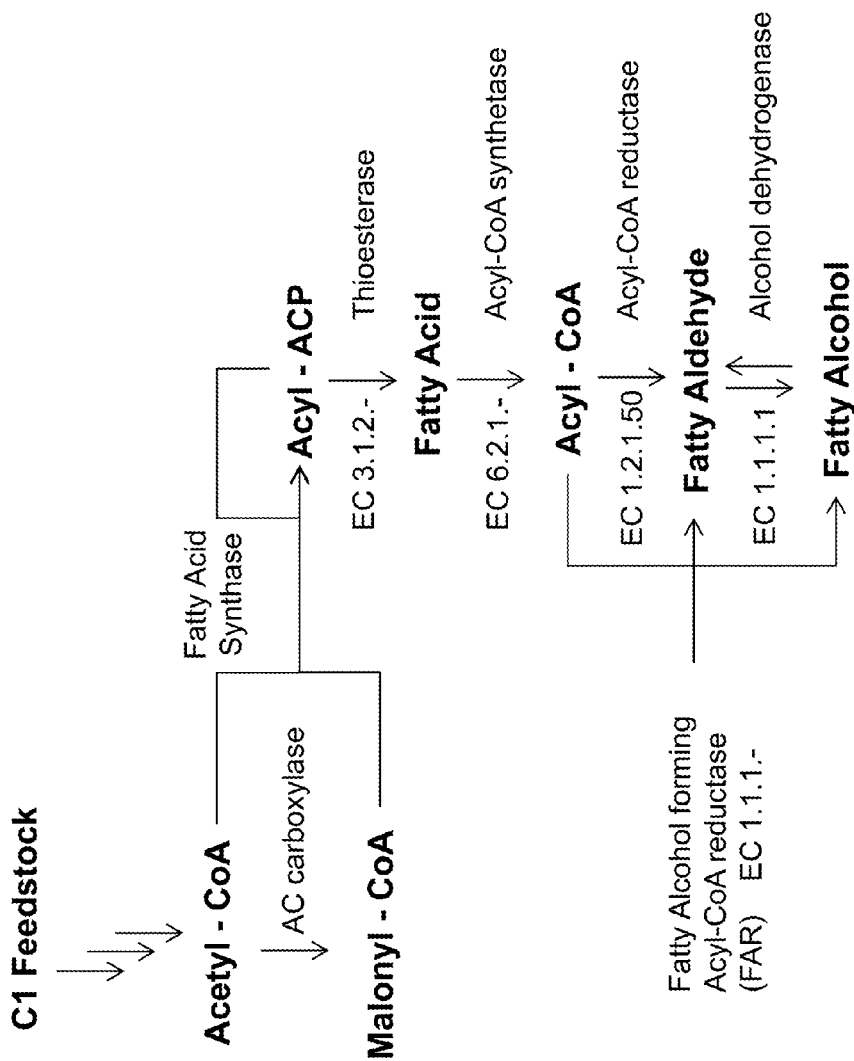 C1 Feedstock
Acetyl - CoA
AC carboxylase
Malonyl - CoA
Fatty Acid
Synthase
Acyl - ACP
EC 3.1.2.-
Thioesterase
Fatty Acid
EC 6.2.1.-
Acyl-CoA synthetase
Acyl - CoA
EC 1.2.1.50
Acyl-CoA reductase
Fatty Aldehyde
EC 1.1.1.1
Alcohol dehydrogenase
Fatty Alcohol
Fatty Alcohol forming
Acyl-CoA reductase
(FAR) EC 1.1.1.-